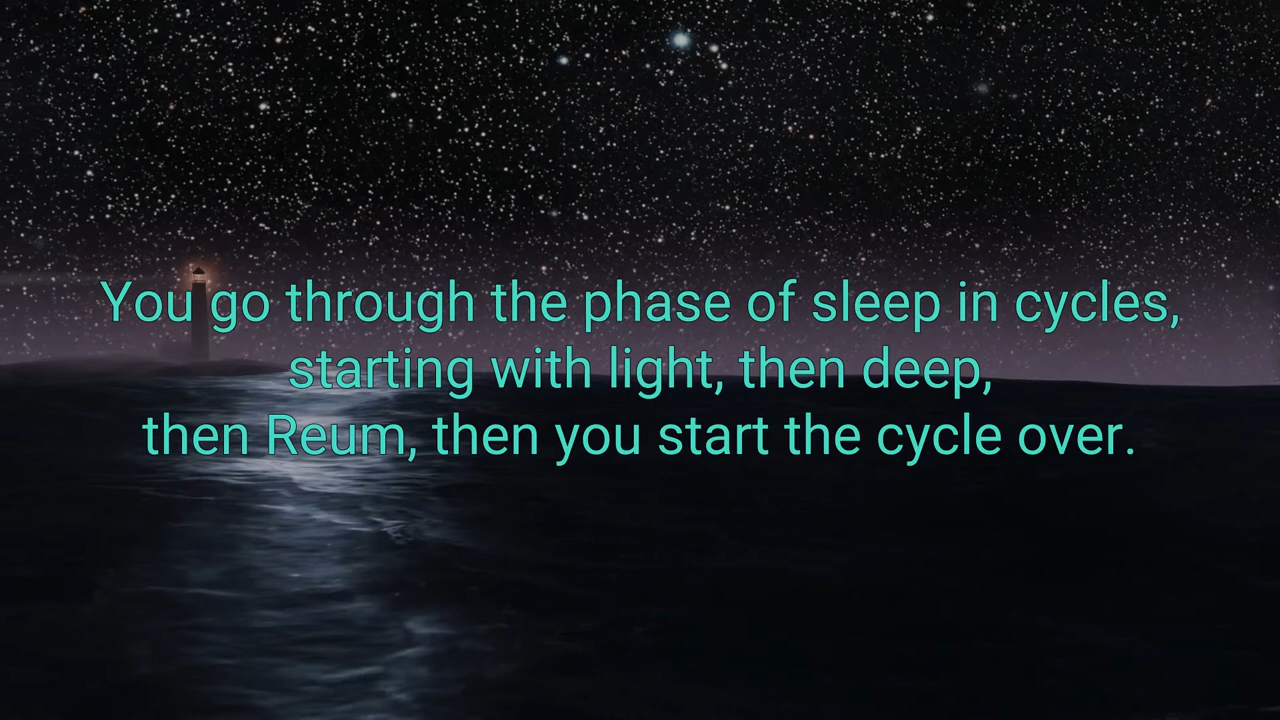 You go through the phase of sleep in cycles,
starting with light, then deep,
then Reum, then you start the cycle over.